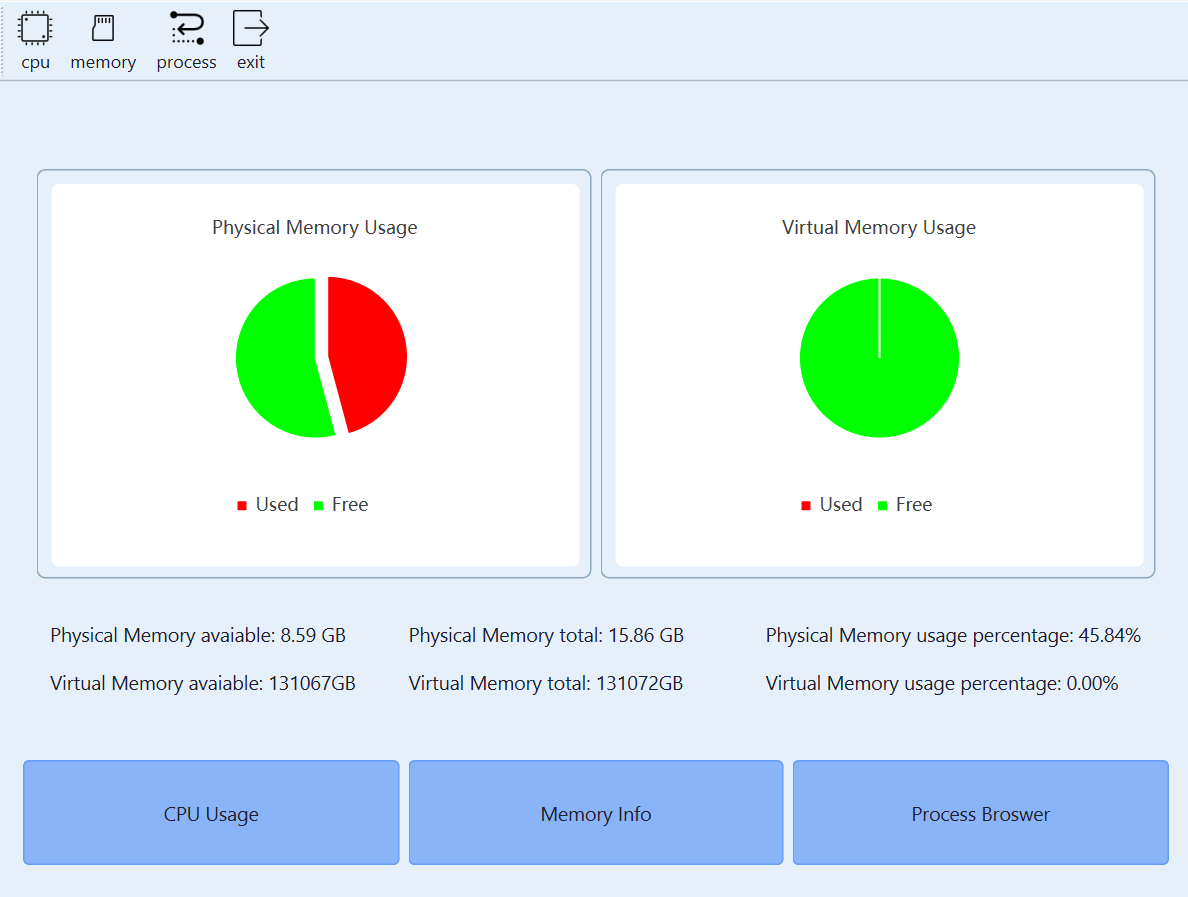 cpu memory process exit
Physical Memory Usage
Used Free
Virtual Memory Usage
Used Free
Physical Memory avaiable: 8.59 GB
Physical Memory total: 15.86 GB
Physical Memory usage percentage: 45.84%
Virtual Memory avaiable: 131067GB
Virtual Memory total: 131072GB
Virtual Memory usage percentage: 0.00%
CPU Usage
Memory Info
Process Broswer